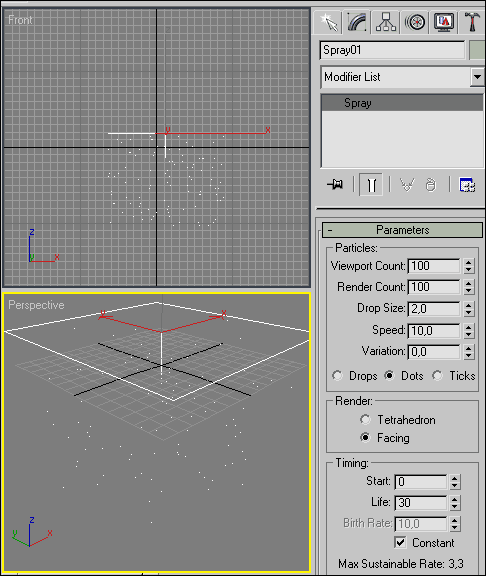 Front
y
x
z
x
y
Perspective
y
x
z
y
x
Spray01
Modifier List
Spray
- Parameters
Particles:
Viewport Count: 100
Render Count: 100
Drop Size: 2,0
Speed: 10,0
Variation: 0,0
Drops Dots Ticks
Render:
Tetrahedron
Facing
Timing:
Start: 0
Life: 30
Birth Rate: 10,0
Constant
Max Sustainable Rate: 3,3